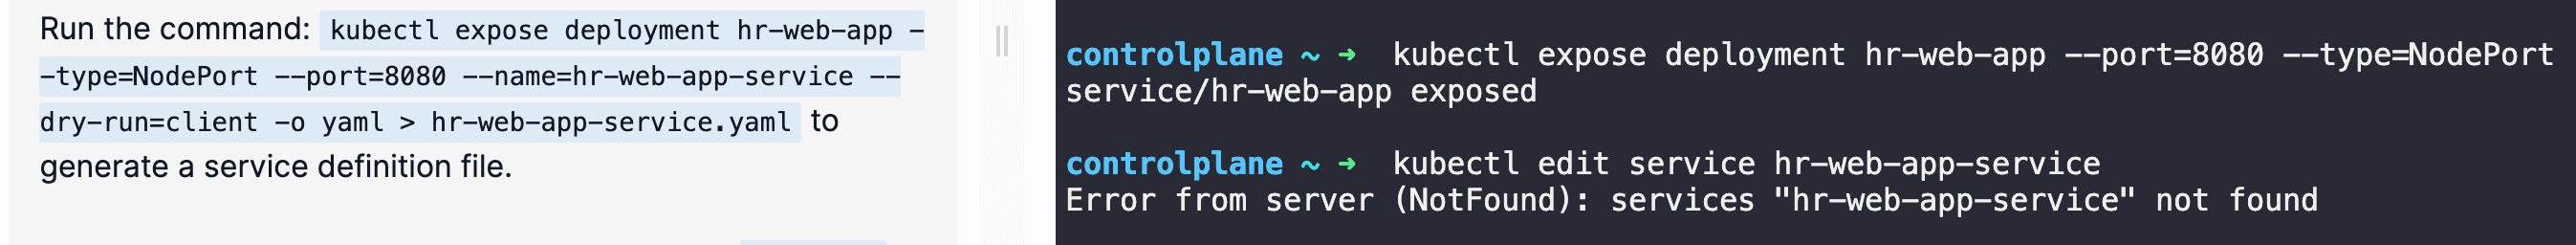 Run the command: kubectl expose deployment hr-web-app -
-type=NodePort --port=8080 --name=hr-web-app-service --
dry-run=client -o yaml > hr-web-app-service.yaml to
generate a service definition file.
controlplane ~ ➜ kubectl expose deployment hr-web-app --port=8080 --type=NodePort
service/hr-web-app exposed
controlplane ~ ➜ kubectl edit service hr-web-app-service
Error from server (NotFound): services "hr-web-app-service" not found